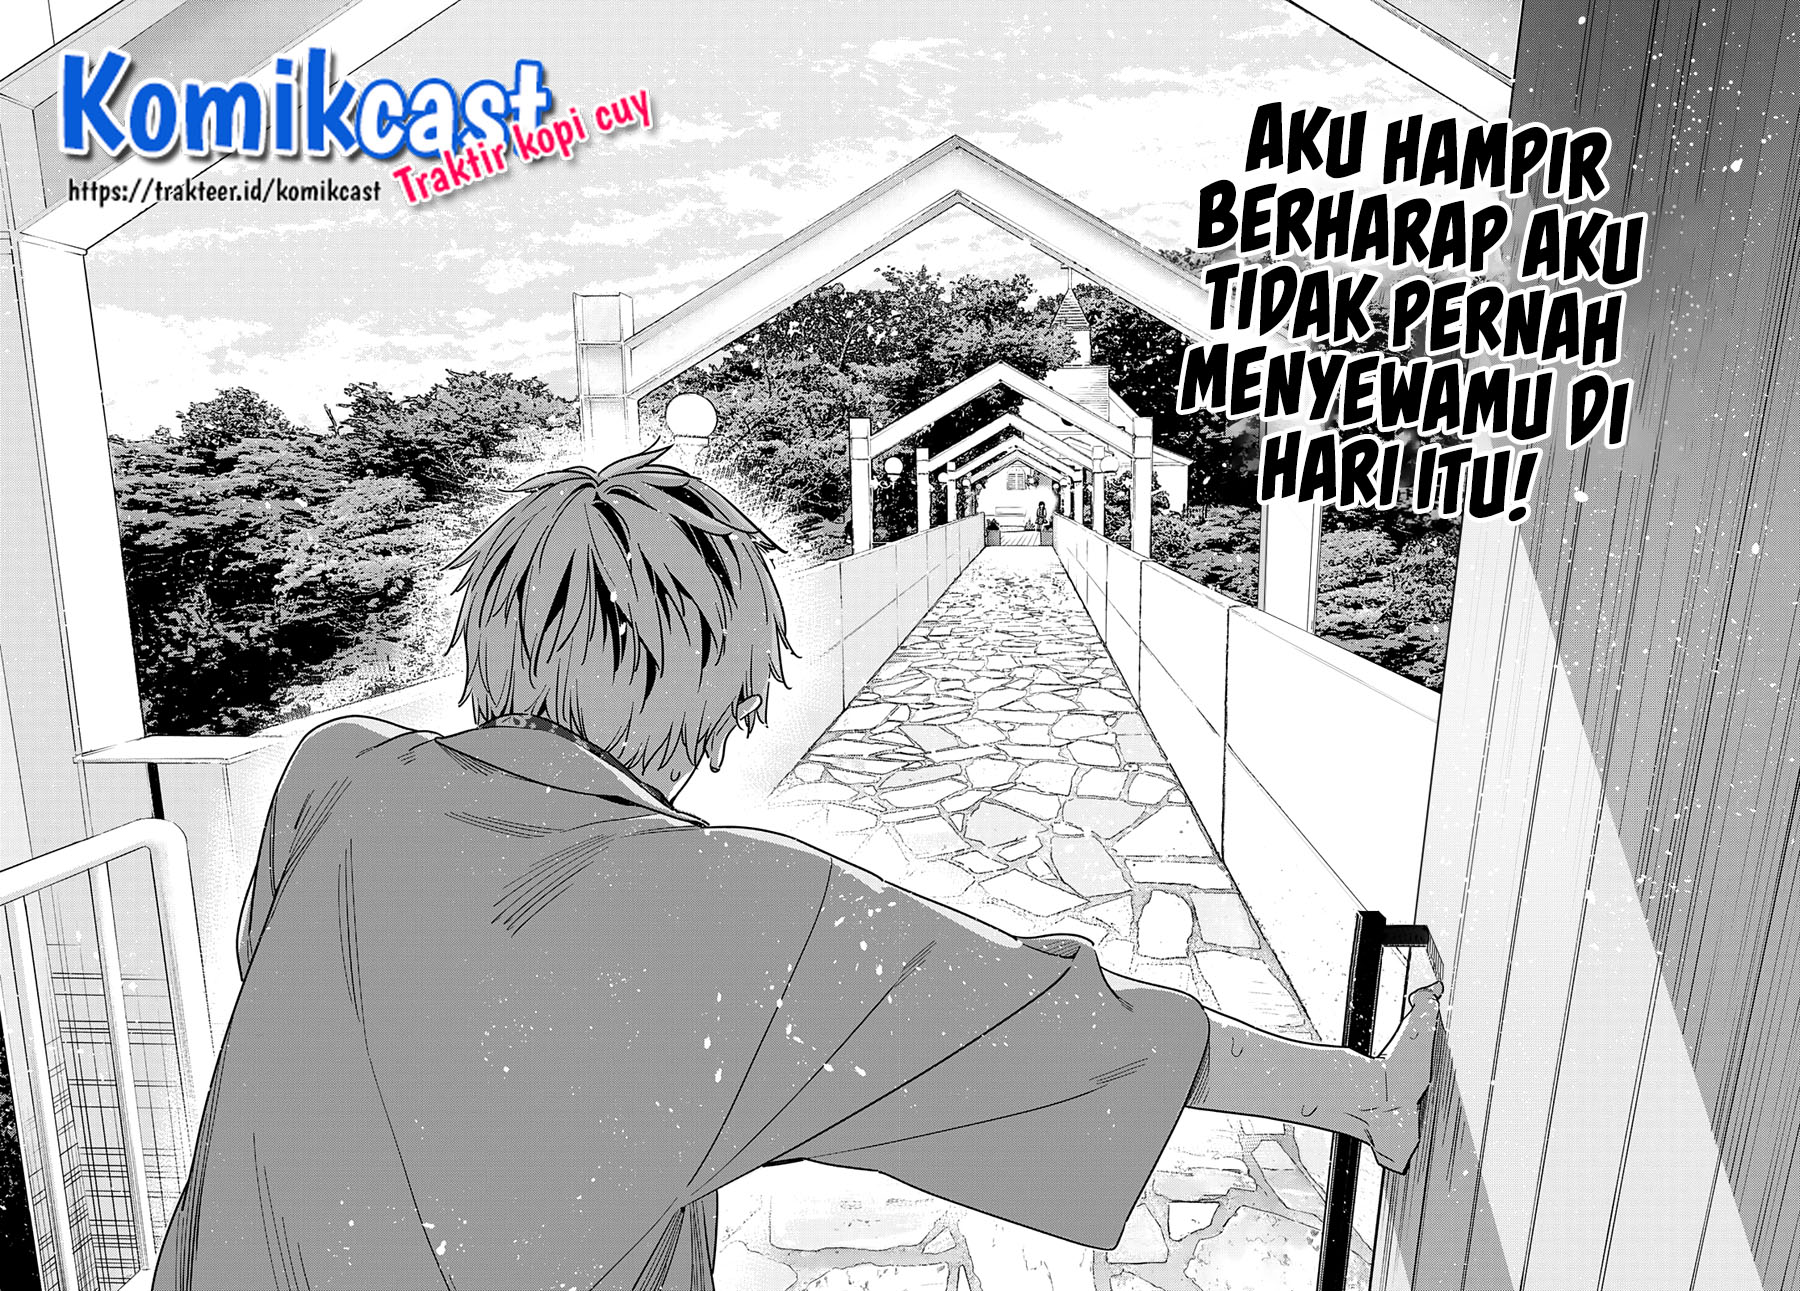 Komikcast
Traktir kopi cuy
https://trakteer.id/komikcast
AKU HAMPIR
BERHARAP AKU
TIDAK PERNAH
MENYEWAMU DI
HARI ITU!